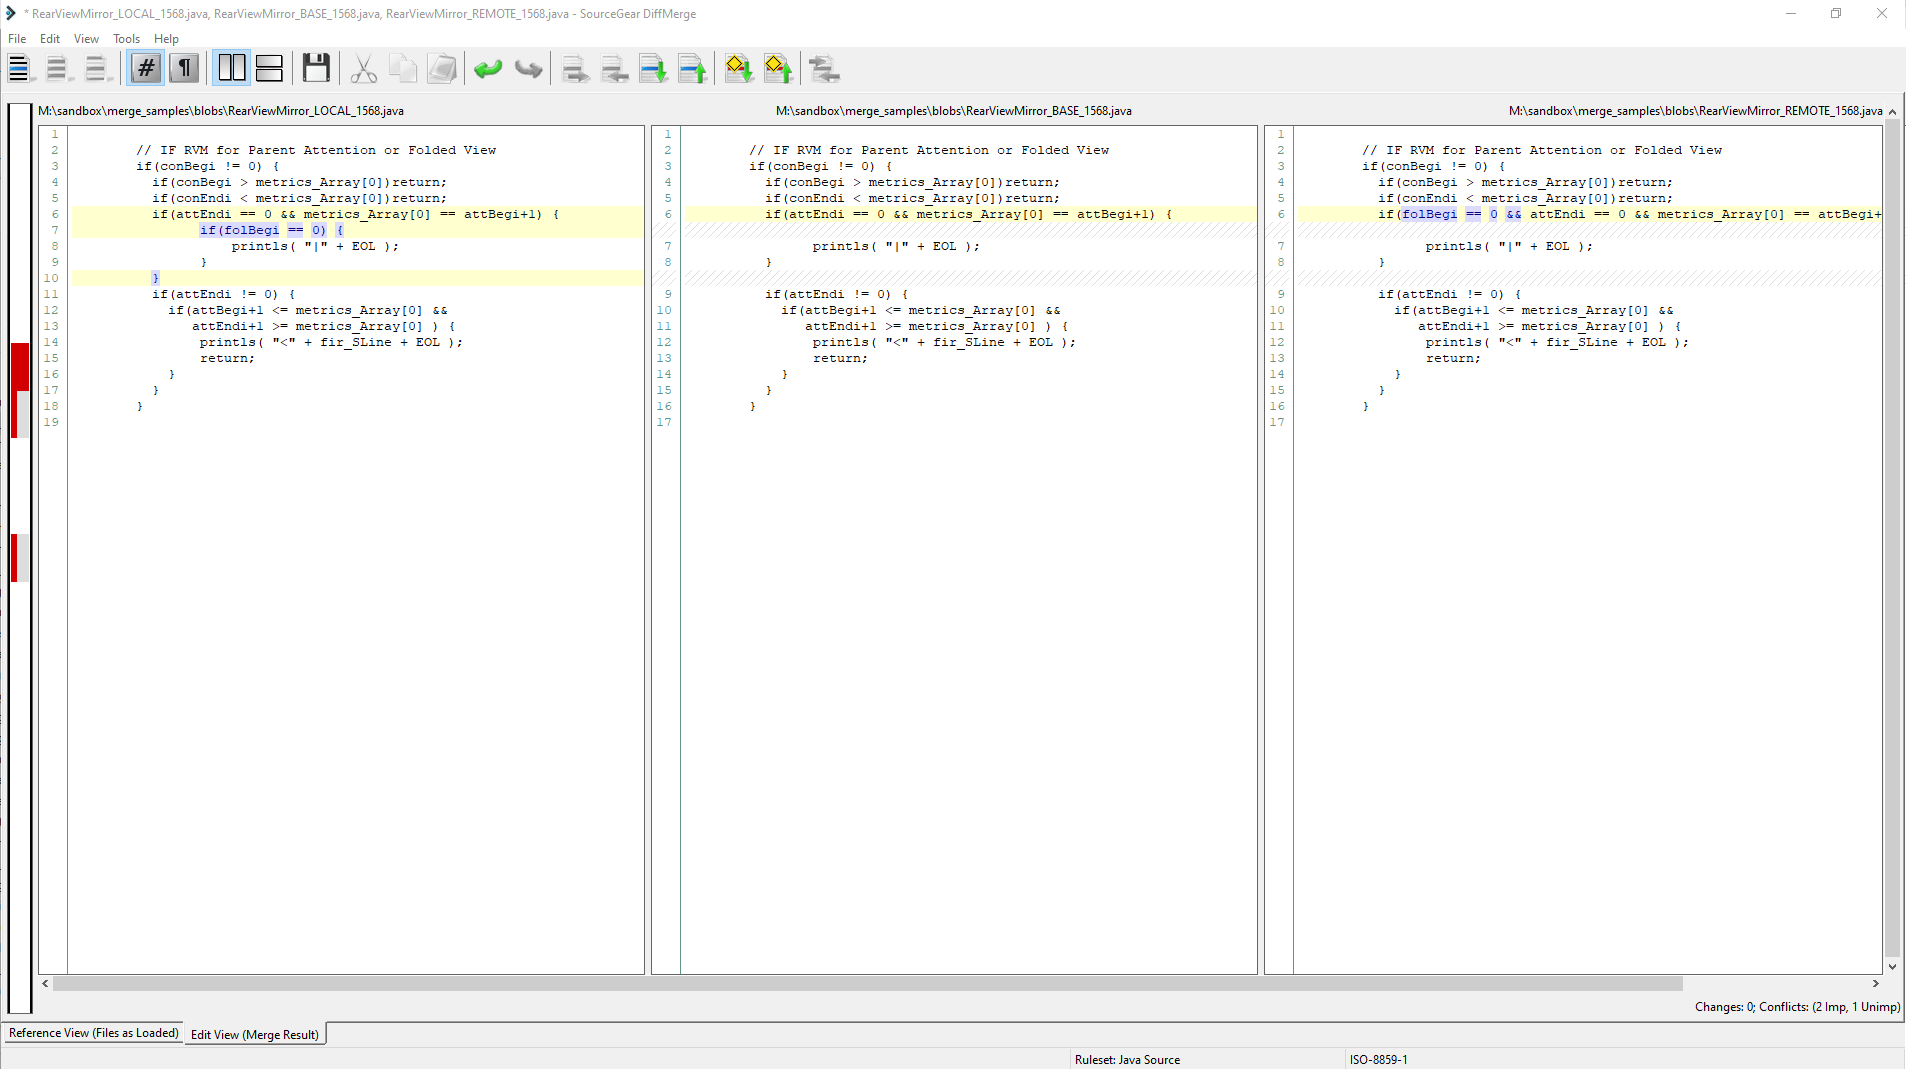 * RearViewMirror_LOCAL_1568.java, RearViewMirror_BASE_1568.java, RearViewMirror_REMOTE_1568.java - SourceGear DiffMerge
File Edit View Tools Help
M:\sandbox\merge_samples\blobs\RearViewMirror_LOCAL_1568.java
1
2 // IF RVM for Parent Attention or Folded View
3 if(conBegi != 0) {
4 if(conBegi > metrics_Array[0])return;
5 if(conEndi < metrics_Array[0])return;
6 if(attEndi == 0 && metrics_Array[0] == attBegi+1) {
7 if(folBegi == 0) {
8 printls( "|" + EOL );
9 }
10 }
11 if(attEndi != 0) {
12 if(attBegi+1 <= metrics_Array[0] &&
13 attEndi+1 >= metrics_Array[0] ) {
14 printls( "<" + fir_SLine + EOL );
15 return;
16 }
17 }
18 }
19
M:\sandbox\merge_samples\blobs\RearViewMirror_BASE_1568.java
1
2 // IF RVM for Parent Attention or Folded View
3 if(conBegi != 0) {
4 if(conBegi > metrics_Array[0])return;
5 if(conEndi < metrics_Array[0])return;
6 if(attEndi == 0 && metrics_Array[0] == attBegi+1) {
7 printls( "|" + EOL );
8 }
9 if(attEndi != 0) {
10 if(attBegi+1 <= metrics_Array[0] &&
11 attEndi+1 >= metrics_Array[0] ) {
12 printls( "<" + fir_SLine + EOL );
13 return;
14 }
15 }
16 }
17
M:\sandbox\merge_samples\blobs\RearViewMirror_REMOTE_1568.java
1
2 // IF RVM for Parent Attention or Folded View
3 if(conBegi != 0) {
4 if(conBegi > metrics_Array[0])return;
5 if(conEndi < metrics_Array[0])return;
6 if(folBegi == 0 && attEndi == 0 && metrics_Array[0] == attBegi+
7 printls( "|" + EOL );
8 }
9 if(attEndi != 0) {
10 if(attBegi+1 <= metrics_Array[0] &&
11 attEndi+1 >= metrics_Array[0] ) {
12 printls( "<" + fir_SLine + EOL );
13 return;
14 }
15 }
16 }
17
Changes: 0; Conflicts: (2 Imp, 1 Unimp)
Reference View (Files as Loaded) Edit View (Merge Result)
Ruleset: Java Source ISO-8859-1